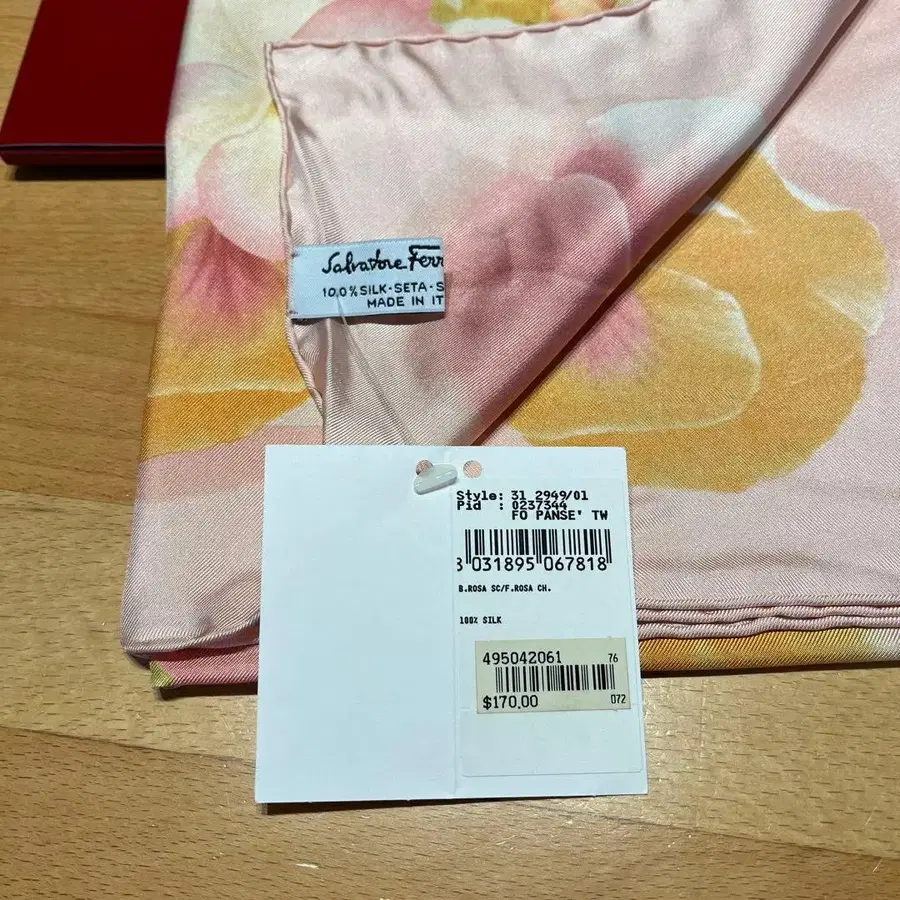 Salvatore Ferr
100% SILK-SETA-S
MADE IN IT
Style: 31 2949/01
Pid : 0237344
FO PANSE' TW
8 031895 067818
B.ROSA SC/F.ROSA CH.
100% SILK
495042061 76
$170.00 072